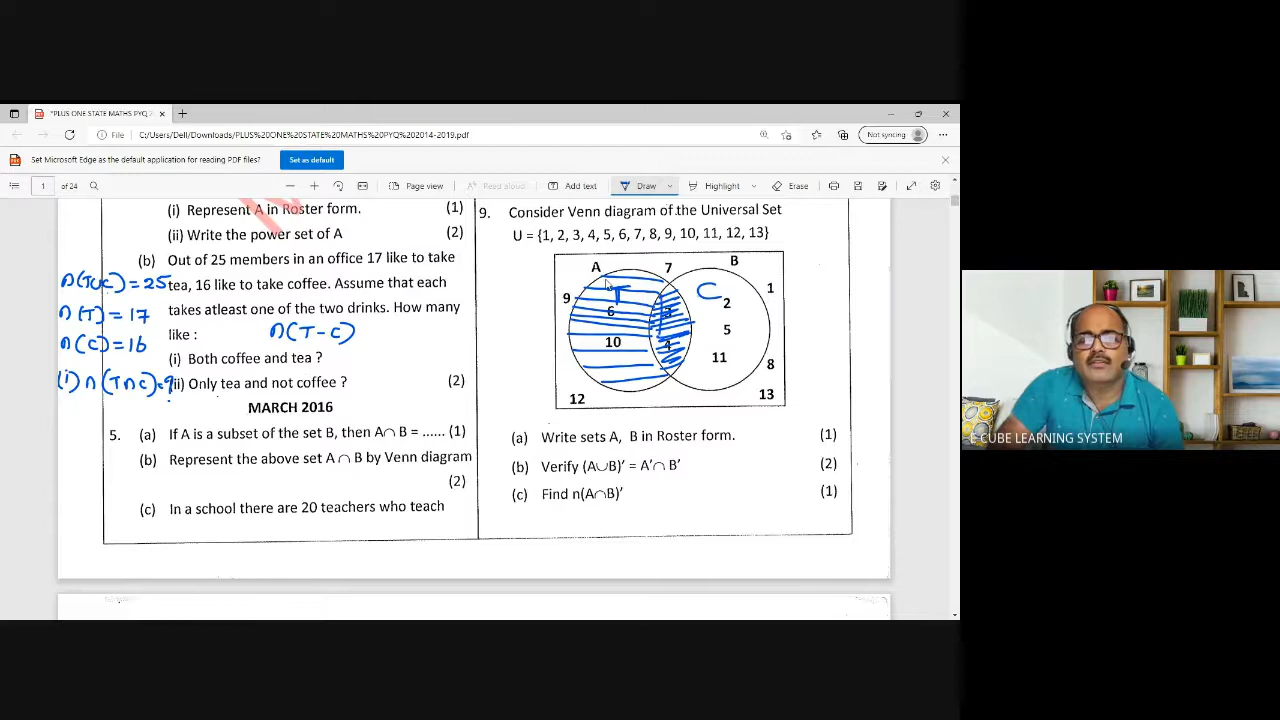 *PLUS ONE STATE MATHS PYQ 2
File
C:/Users/Dell/Downloads/PLUS%20ONE%20STATE%20MATHS%20PYQ%202014-2019.pdf
Not syncing
Set Microsoft Edge as the default application for reading PDF files?
Set as default
1
of 24
Page view
Read aloud
Add text
Draw
Highlight
Erase
(i) Represent A in Roster form. (1)
(ii) Write the power set of A (2)
(b) Out of 25 members in an office 17 like to take
tea, 16 like to take coffee. Assume that each
takes atleast one of the two drinks. How many
like :
(i) Both coffee and tea ?
(ii) Only tea and not coffee ? (2)
n(T∪C) = 25
n(T) = 17
n(C) = 16
(i) n(T∩C) = ?
n(T-C)
MARCH 2016
5. (a) If A is a subset of the set B, then A∩ B = ...... (1)
(b) Represent the above set A ∩ B by Venn diagram
(2)
(c) In a school there are 20 teachers who teach
9. Consider Venn diagram of the Universal Set
U = {1, 2, 3, 4, 5, 6, 7, 8, 9, 10, 11, 12, 13}
A 7 B
T C 1
9 6 3 2
10 4 5
11 8
12 13
(a) Write sets A, B in Roster form. (1)
(b) Verify (A∪B)' = A'∩ B' (2)
(c) Find n(A∩B)' (1)
E CUBE LEARNING SYSTEM